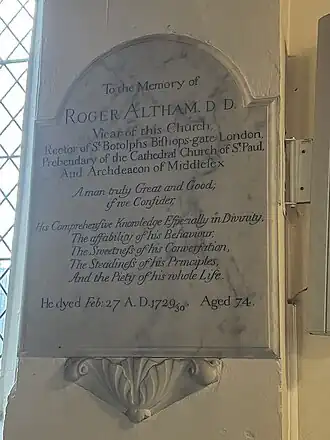 To the Memory of
ROGER ALTHAM. D D.
Vicar of this Church,
Rector of St. Botolphs Bishops-gate London,
Prebendary of the Cathedral Church of St. Paul,
And Archdeacon of Middlesex
A man truly Great and Good;
if we Consider,
His Comprehensive Knowledge Especially in Divinity,
The affability of his Behaviour,
The Sweetness of his Conversation,
The Steadiness of his Principles,
And the Piety of his whole Life.
He dyed Feb: 27 A. D. 1729/30. Aged 74.